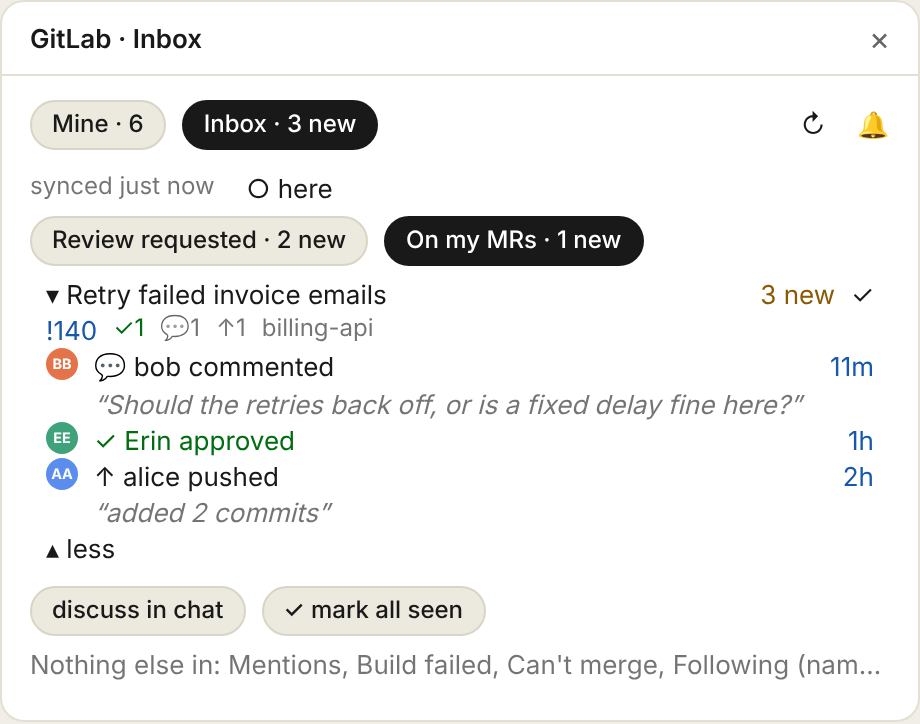 GitLab · Inbox ×
Mine · 6 Inbox · 3 new
synced just now here
Review requested · 2 new On my MRs · 1 new
▾ Retry failed invoice emails 3 new ✓
!140 ✓1 💬1 ↑1 billing-api
BB 💬 bob commented 11m
“Should the retries back off, or is a fixed delay fine here?”
EE ✓ Erin approved 1h
AA ↑ alice pushed 2h
“added 2 commits”
▴ less
discuss in chat ✓ mark all seen
Nothing else in: Mentions, Build failed, Can't merge, Following (nam…